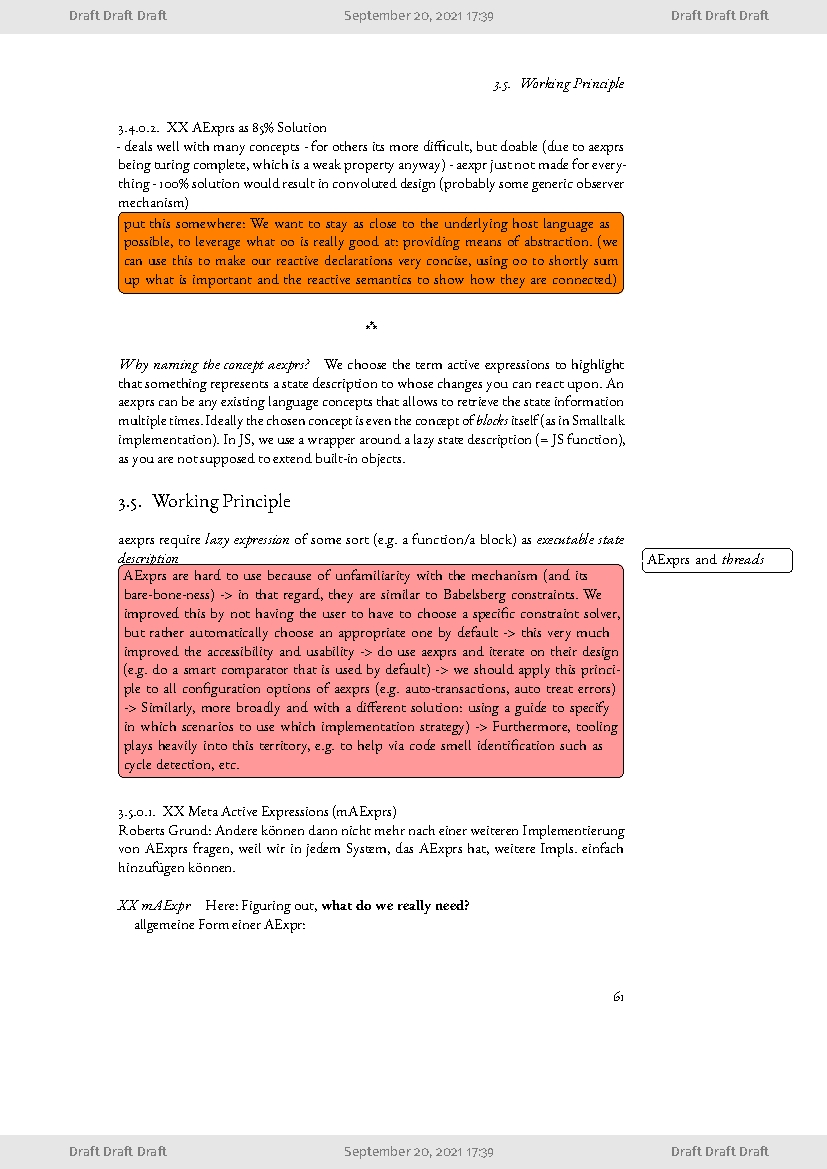 Draft Draft Draft September 20, 2021 17:39 Draft Draft Draft
3.5. Working Principle
3.4.0.2. XX AExprs as 85% Solution
- deals well with many concepts - for others its more difficult, but doable (due to aexprs
being turing complete, which is a weak property anyway) - aexpr just not made for every-
thing - 100% solution would result in convoluted design (probably some generic observer
mechanism)
put this somewhere: We want to stay as close to the underlying host language as
possible, to leverage what oo is really good at: providing means of abstraction. (we
can use this to make our reactive declarations very concise, using oo to shortly sum
up what is important and the reactive semantics to show how they are connected)
⁂
Why naming the concept aexprs? We choose the term active expressions to highlight
that something represents a state description to whose changes you can react upon. An
aexprs can be any existing language concepts that allows to retrieve the state information
multiple times. Ideally the chosen concept is even the concept of blocks itself (as in Smalltalk
implementation). In JS, we use a wrapper around a lazy state description (= JS function),
as you are not supposed to extend built-in objects.
3.5. Working Principle
aexprs require lazy expression of some sort (e.g. a function/a block) as executable state
description
AExprs and threads
AExprs are hard to use because of unfamiliarity with the mechanism (and its
bare-bone-ness) -> in that regard, they are similar to Babelsberg constraints. We
improved this by not having the user to have to choose a specific constraint solver,
but rather automatically choose an appropriate one by default -> this very much
improved the accessibility and usability -> do use aexprs and iterate on their design
(e.g. do a smart comparator that is used by default) -> we should apply this princi-
ple to all configuration options of aexprs (e.g. auto-transactions, auto treat errors)
-> Similarly, more broadly and with a different solution: using a guide to specify
in which scenarios to use which implementation strategy) -> Furthermore, tooling
plays heavily into this territory, e.g. to help via code smell identification such as
cycle detection, etc.
3.5.0.1. XX Meta Active Expressions (mAExprs)
Roberts Grund: Andere können dann nicht mehr nach einer weiteren Implementierung
von AExprs fragen, weil wir in jedem System, das AExprs hat, weitere Impls. einfach
hinzufügen können.
XX mAExpr Here: Figuring out, what do we really need?
allgemeine Form einer AExpr:
61
Draft Draft Draft September 20, 2021 17:39 Draft Draft Draft